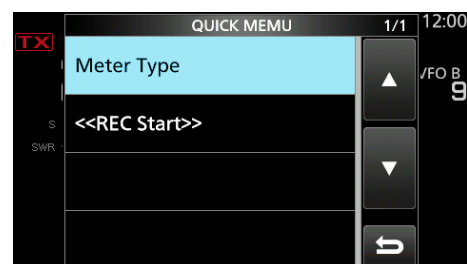 QUICK MEMU 1/1 12:00
TX
Meter Type
VFO B
9
<<REC Start>>
S
SWR